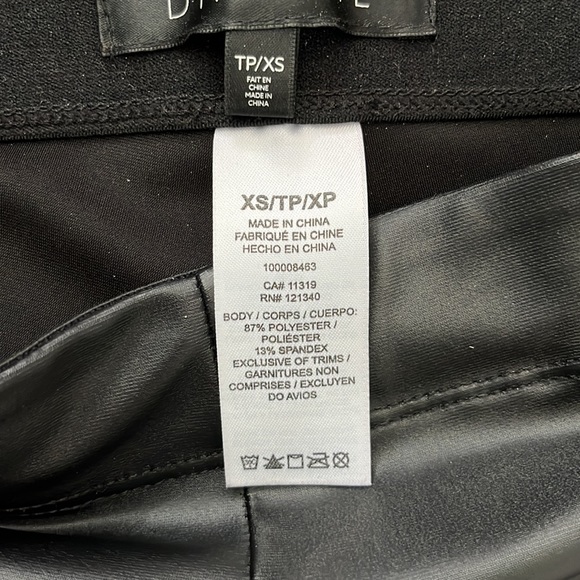 TP/XS
FAIT EN
CHINE
MADE IN
CHINA
XS/TP/XP
MADE IN CHINA
FABRIQUÉ EN CHINE
HECHO EN CHINA
100008463
CA# 11319
RN# 121340
BODY / CORPS / CUERPO:
87% POLYESTER /
POLIÉSTER
13% SPANDEX
EXCLUSIVE OF TRIMS /
GARNITURES NON
COMPRISES / EXCLUYEN
DO AVIOS